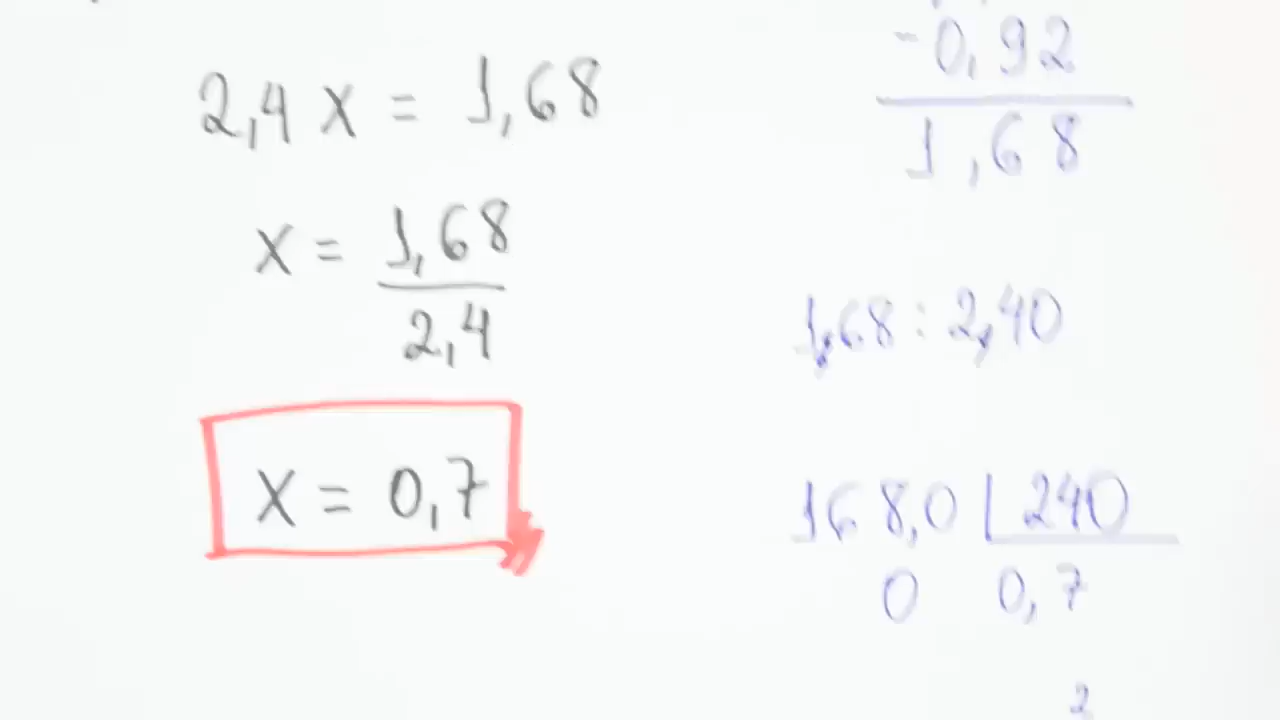 2,4 x = 1,68
x = 1,68
2,4
x = 0,7
-0,92
1,68
1,68 : 2,40
168,0 | 240
0 0,7
2